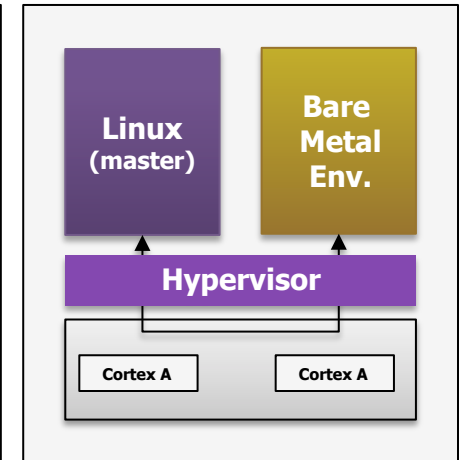 Linux
(master)
Bare
Metal
Env.
Hypervisor
Cortex A
Cortex A